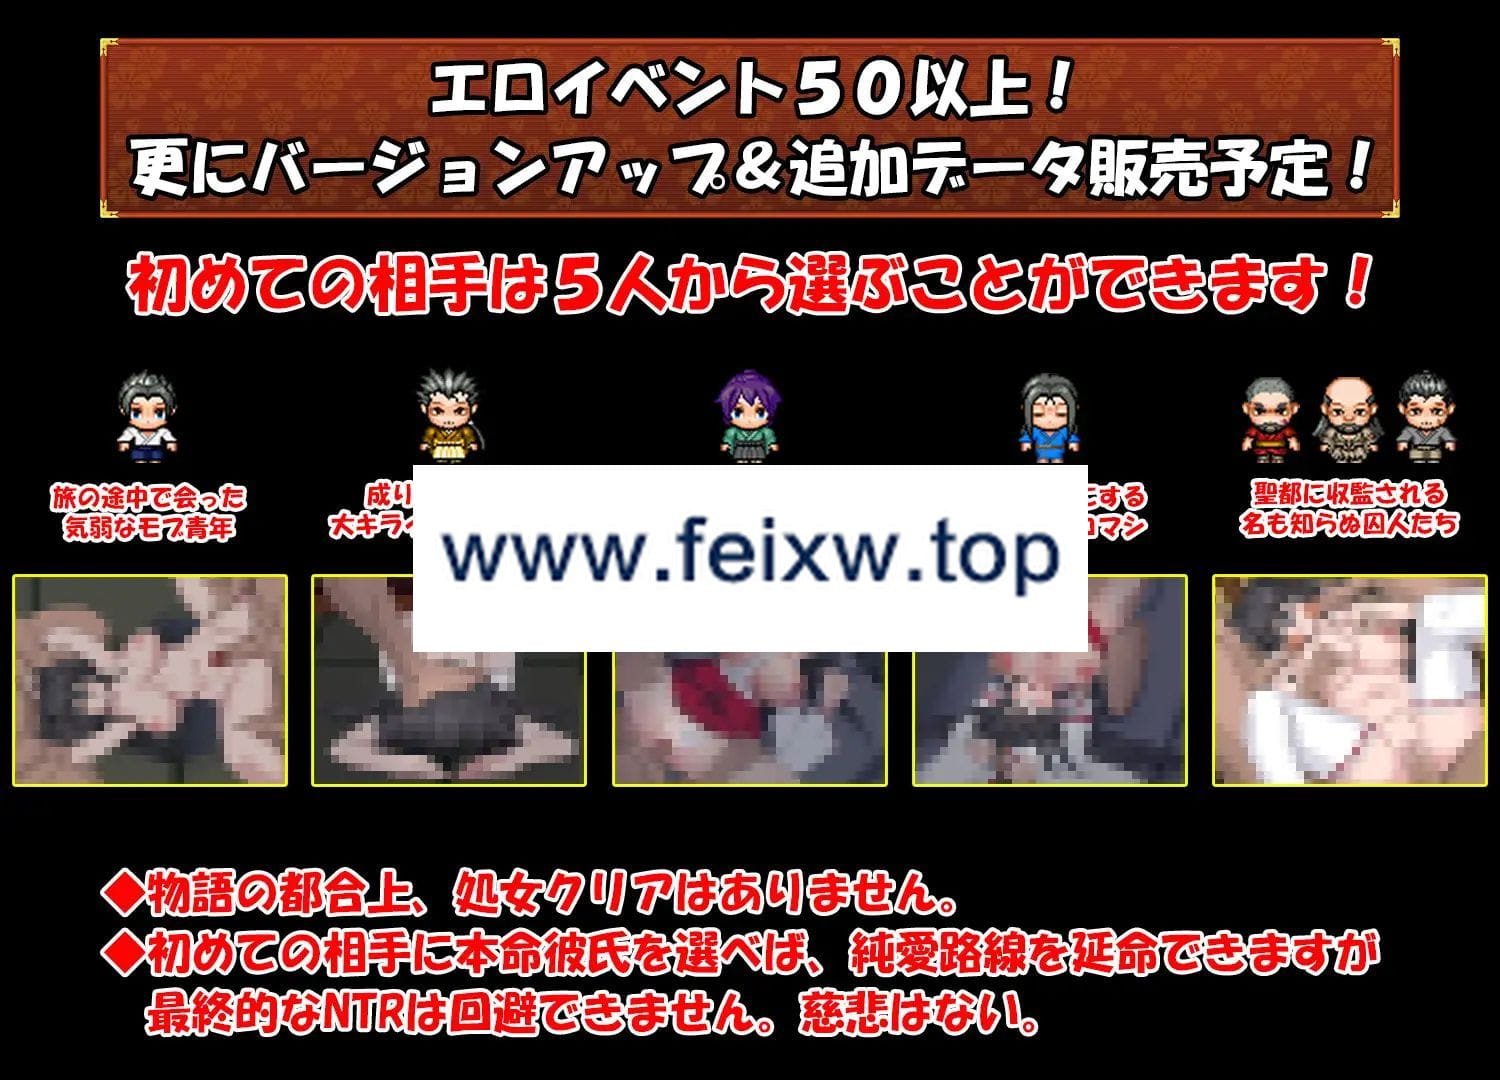 エロイベント50以上!
更にバージョンアップ&追加データ販売予定!
初めての相手は5人から選ぶことができます!
旅の途中で会った
気弱なモブ青年
成り
大キライ
する
マシ
聖都に収監される
名も知らぬ囚人たち
www.feixw.top
◆物語の都合上、処女クリアはありません。
◆初めての相手に本命彼氏を選べば、純愛路線を延命できますが
最終的なNTRは回避できません。慈悲はない。